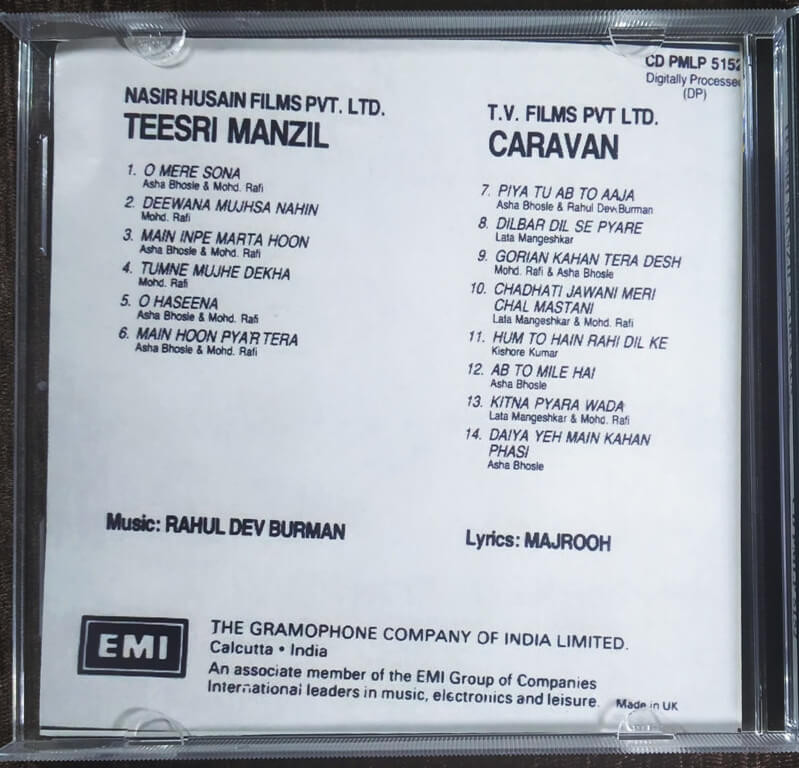 CD PMLP 5152
Digitally Processed
(DP)
NASIR HUSAIN FILMS PVT. LTD.
TEESRI MANZIL
1. O MERE SONA
Asha Bhosle & Mohd. Rafi
2. DEEWANA MUJHSA NAHIN
Mohd. Rafi
3. MAIN INPE MARTA HOON
Asha Bhosle & Mohd. Rafi
4. TUMNE MUJHE DEKHA
Mohd. Rafi
5. O HASEENA
Asha Bhosle & Mohd. Rafi
6. MAIN HOON PYAR TERA
Asha Bhosle & Mohd. Rafi
T.V. FILMS PVT LTD.
CARAVAN
7. PIYA TU AB TO AAJA
Asha Bhosle & Rahul Dev Burman
8. DILBAR DIL SE PYARE
Lata Mangeshkar
9. GORIAN KAHAN TERA DESH
Mohd. Rafi & Asha Bhosle
10. CHADHATI JAWANI MERI
CHAL MASTANI
Lata Mangeshkar & Mohd. Rafi
11. HUM TO HAIN RAHI DIL KE
Kishore Kumar
12. AB TO MILE HAI
Asha Bhosle
13. KITNA PYARA WADA
Lata Mangeshkar & Mohd. Rafi
14. DAIYA YEH MAIN KAHAN
PHASI
Asha Bhosle
Music: RAHUL DEV BURMAN
Lyrics: MAJROOH
EMI
THE GRAMOPHONE COMPANY OF INDIA LIMITED.
Calcutta • India
An associate member of the EMI Group of Companies
International leaders in music, electronics and leisure.
Made in UK